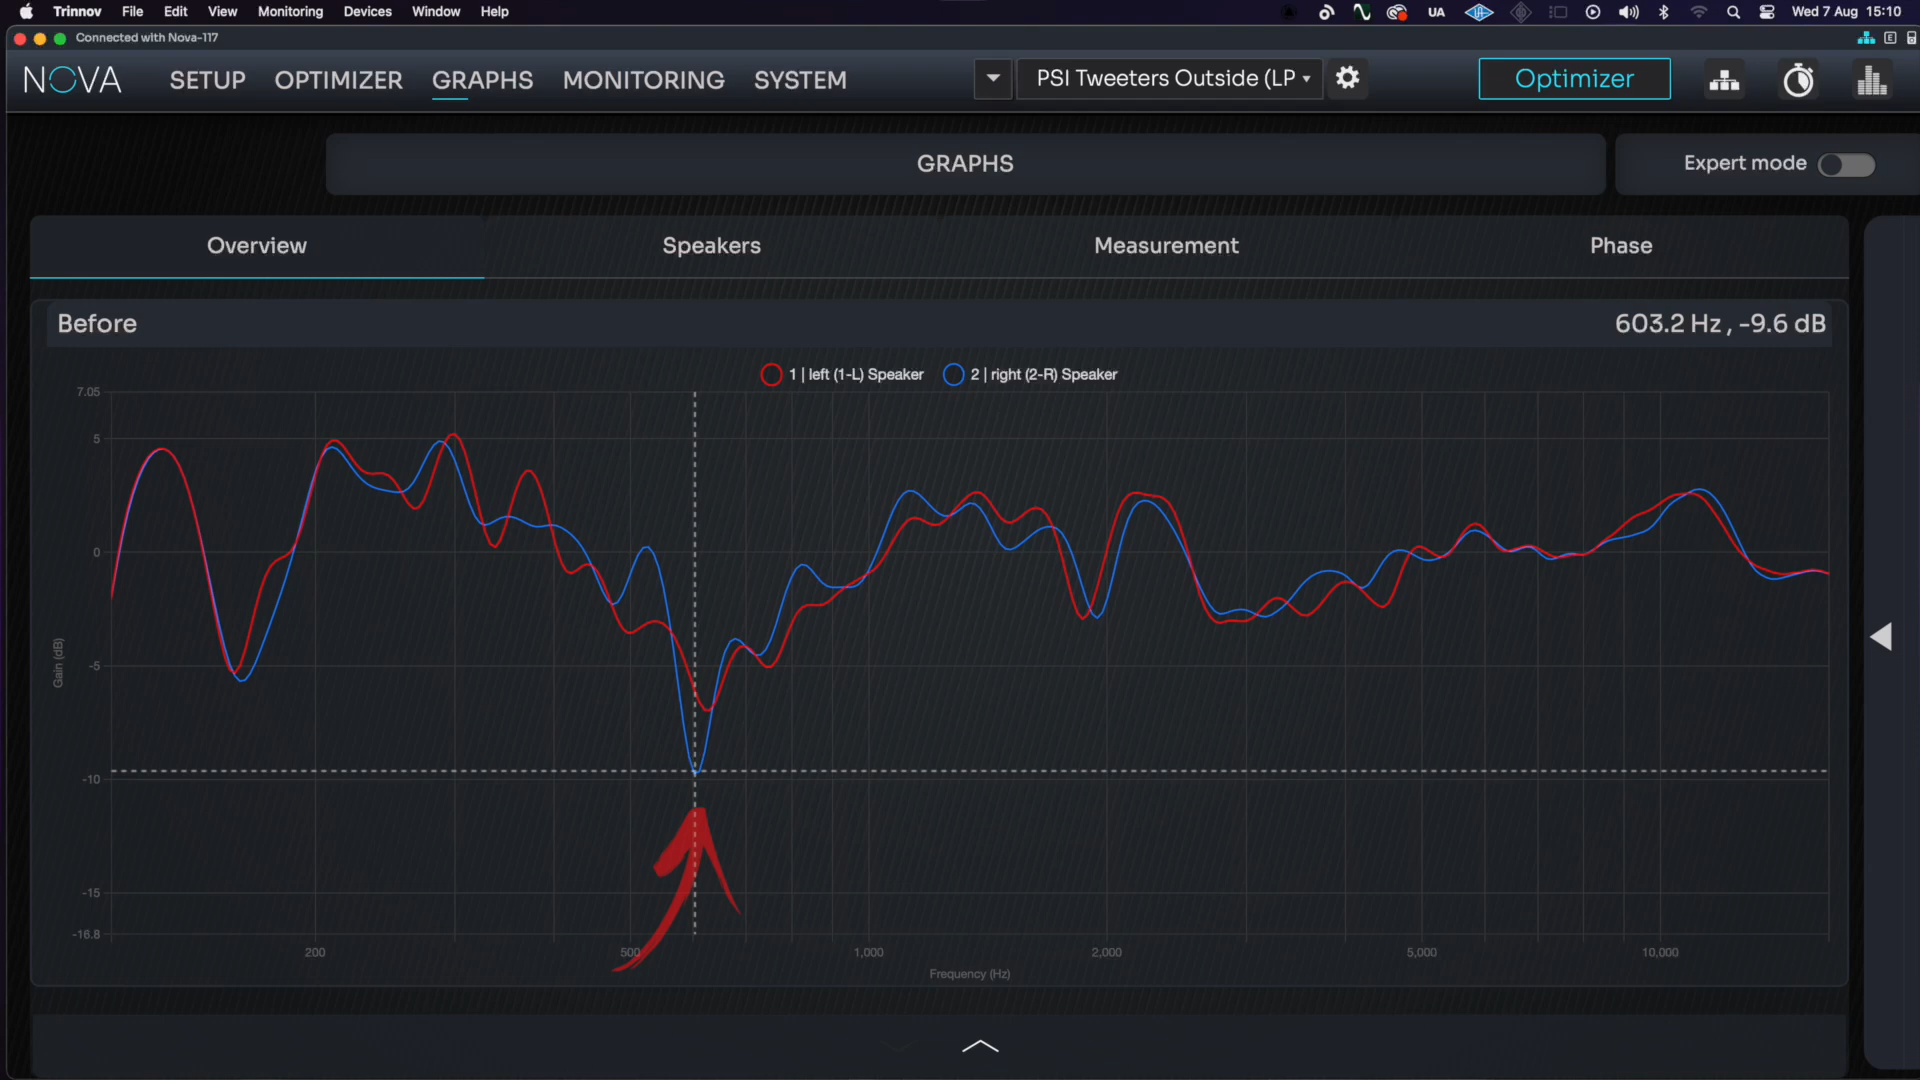 Trinnov File Edit View Monitoring Devices Window Help UA Wed 7 Aug 15:10
Connected with Nova-117 E
NOVA SETUP OPTIMIZER GRAPHS MONITORING SYSTEM PSI Tweeters Outside (LP Optimizer
GRAPHS Expert mode
Overview Speakers Measurement Phase
Before 603.2 Hz , -9.6 dB
1 | left (1-L) Speaker 2 | right (2-R) Speaker
7.05
5
0
-5
-10
-15
-16.8
Gain (dB)
200 500 1,000 2,000 5,000 10,000
Frequency (Hz)